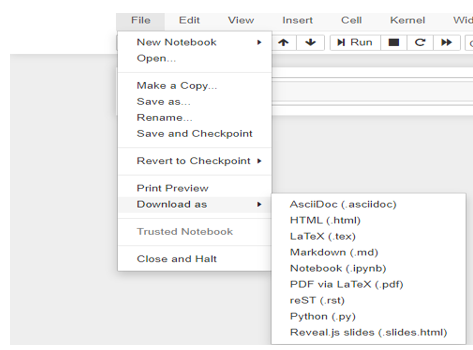 File Edit View Insert Cell Kernel
New Notebook
Run
Open...
Make a Copy...
Save as...
Rename...
Save and Checkpoint
Revert to Checkpoint
Print Preview
Download as
Trusted Notebook
Close and Halt
AsciiDoc (.asciidoc)
HTML (.html)
LaTeX (.tex)
Markdown (.md)
Notebook (.ipynb)
PDF via LaTeX (.pdf)
reST (.rst)
Python (.py)
Reveal.js slides (.slides.html)